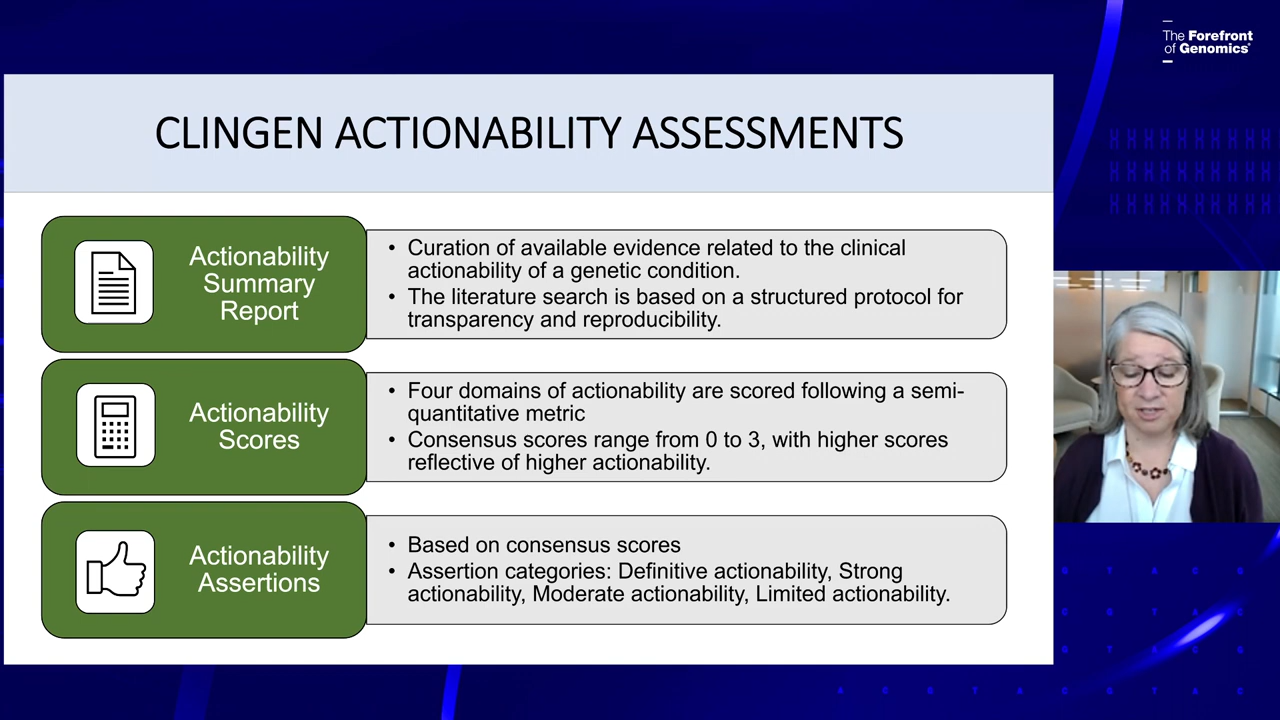 The Forefront
of Genomics®
CLINGEN ACTIONABILITY ASSESSMENTS
Actionability
Summary
Report
• Curation of available evidence related to the clinical
actionability of a genetic condition.
• The literature search is based on a structured protocol for
transparency and reproducibility.
Actionability
Scores
• Four domains of actionability are scored following a semi-
quantitative metric
• Consensus scores range from 0 to 3, with higher scores
reflective of higher actionability.
Actionability
Assertions
• Based on consensus scores
• Assertion categories: Definitive actionability, Strong
actionability, Moderate actionability, Limited actionability.